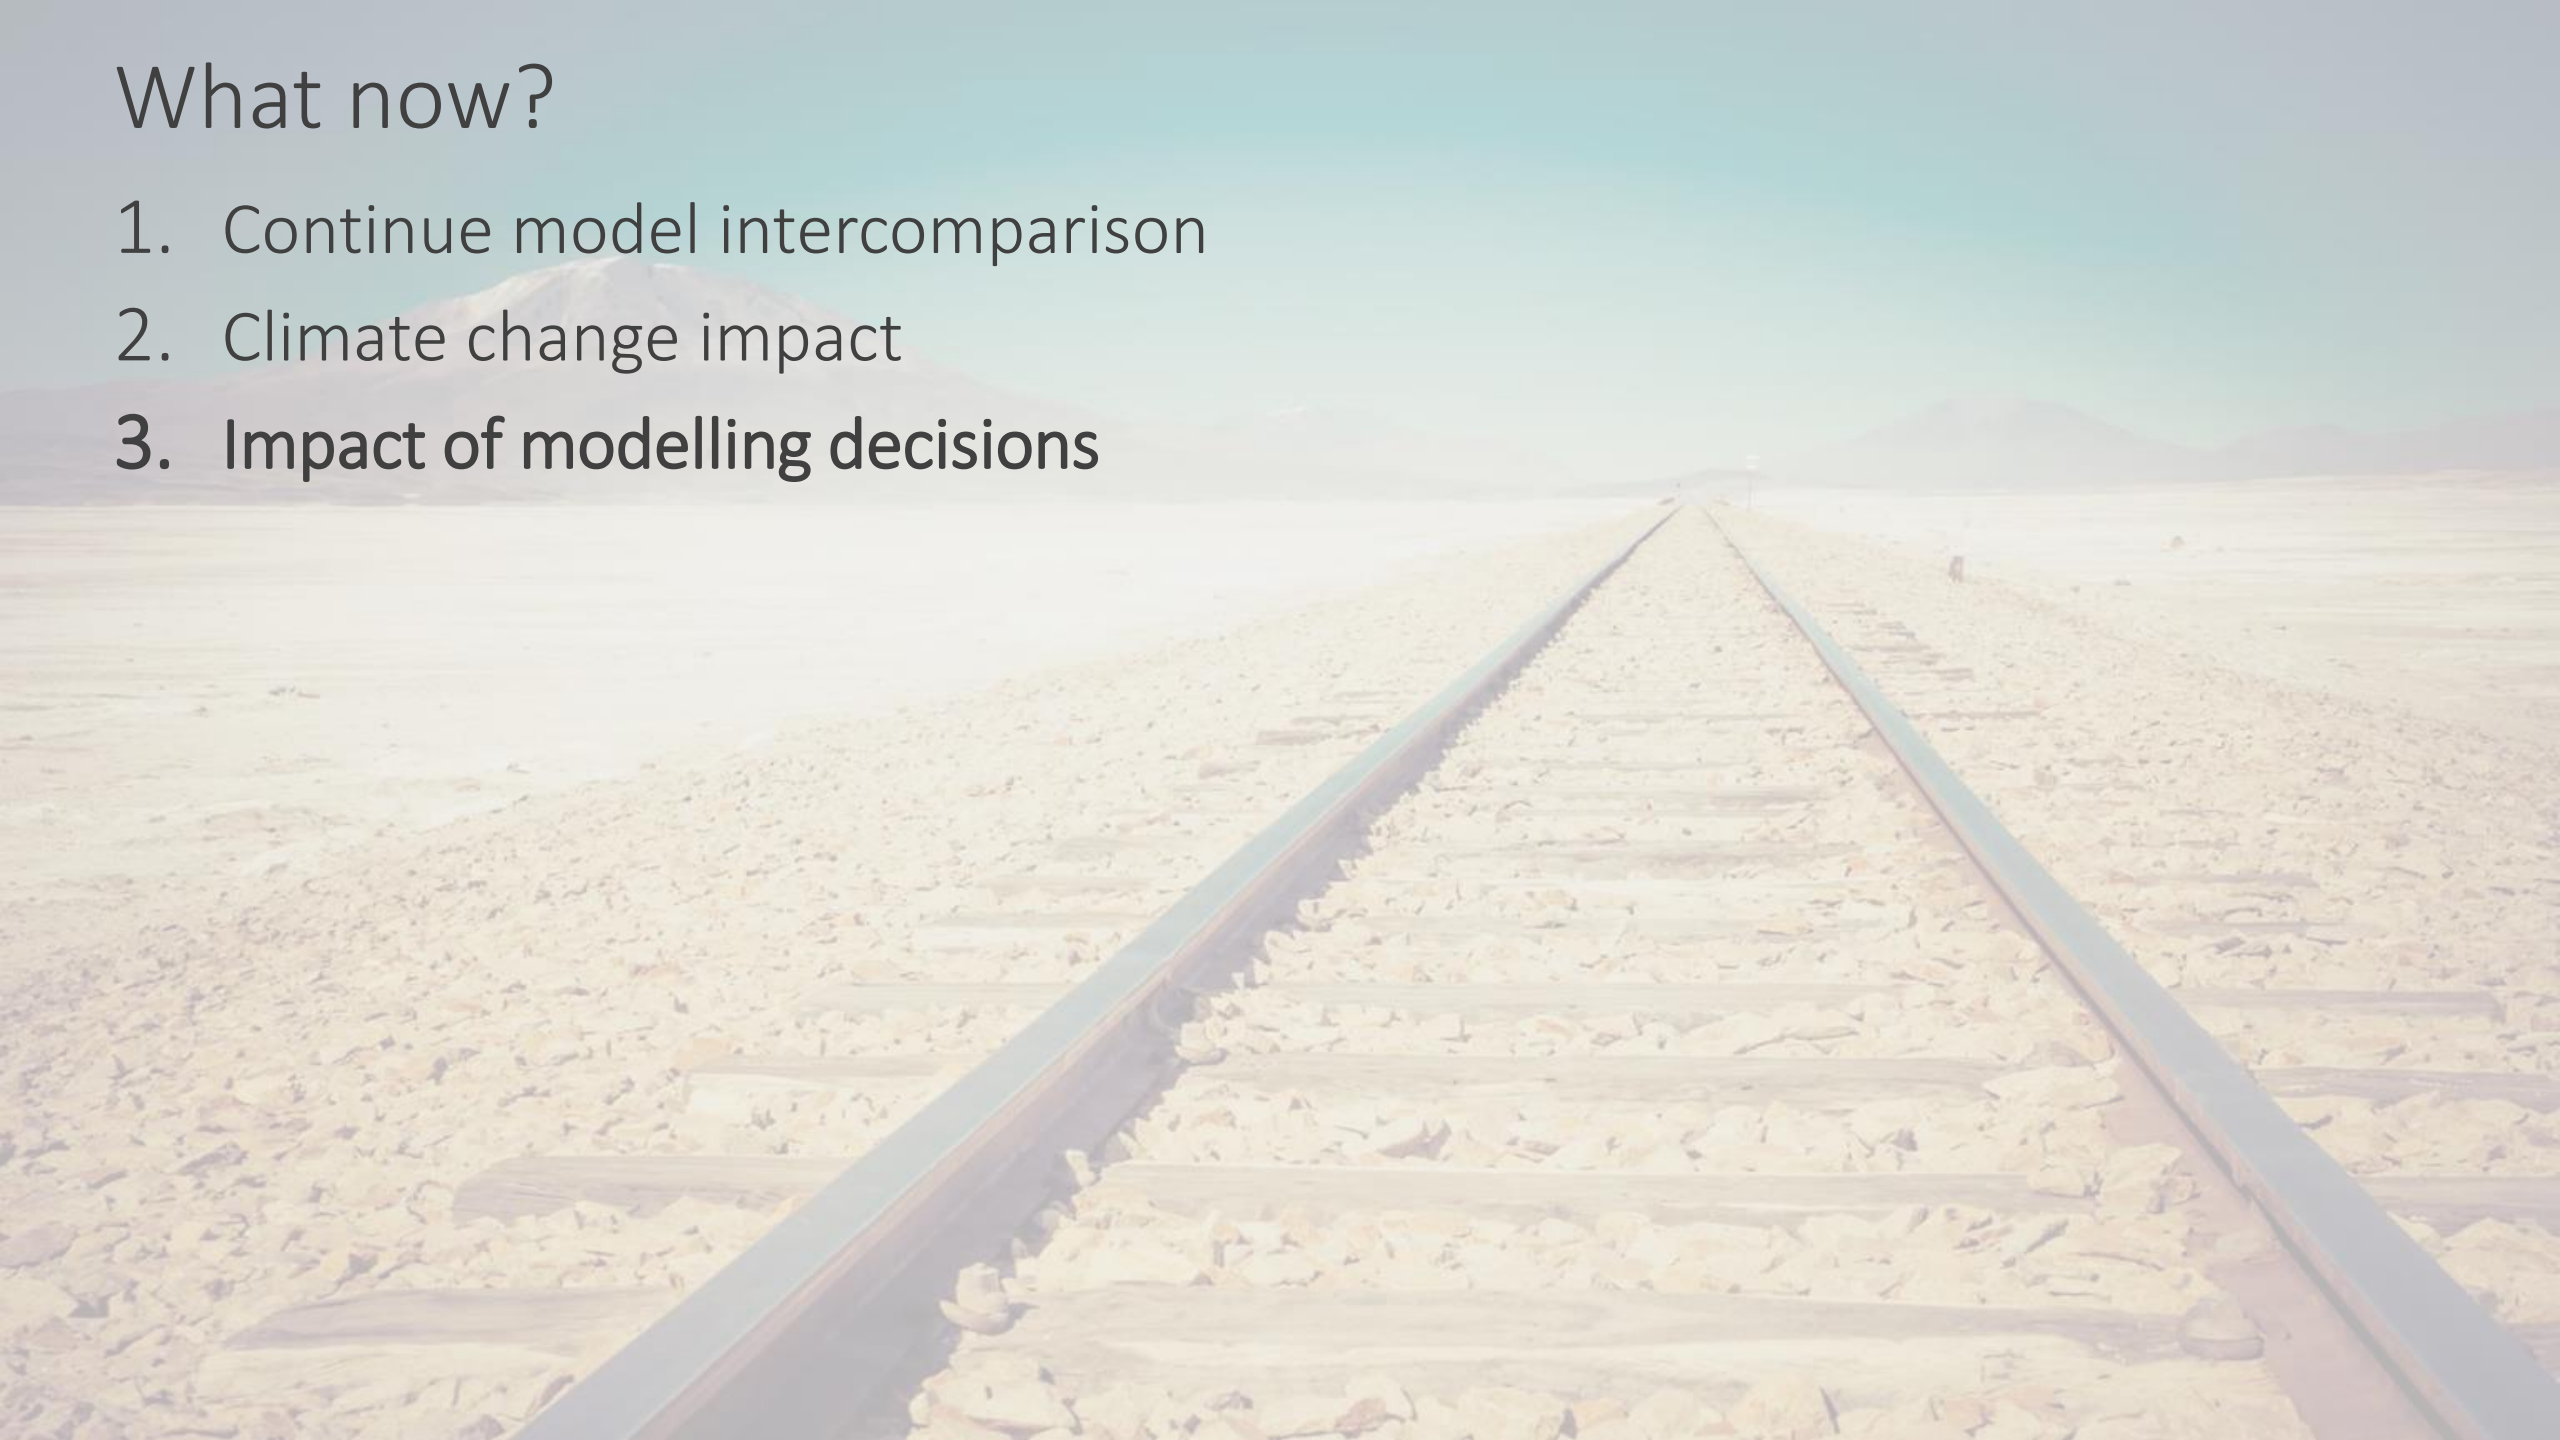 What now?
1. Continue model intercomparison
2. Climate change impact
3. Impact of modelling decisions